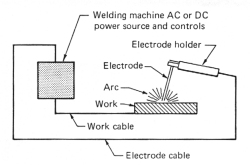 Welding machine AC or DC
power source and controls
Electrode holder
Electrode
Arc
Work
Work cable
Electrode cable